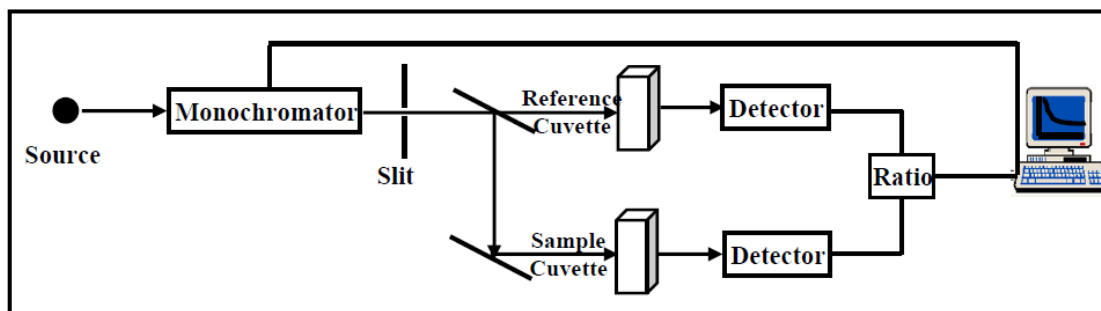 Source
Monochromator
Slit
Reference
Cuvette
Detector
Ratio
Sample
Cuvette
Detector